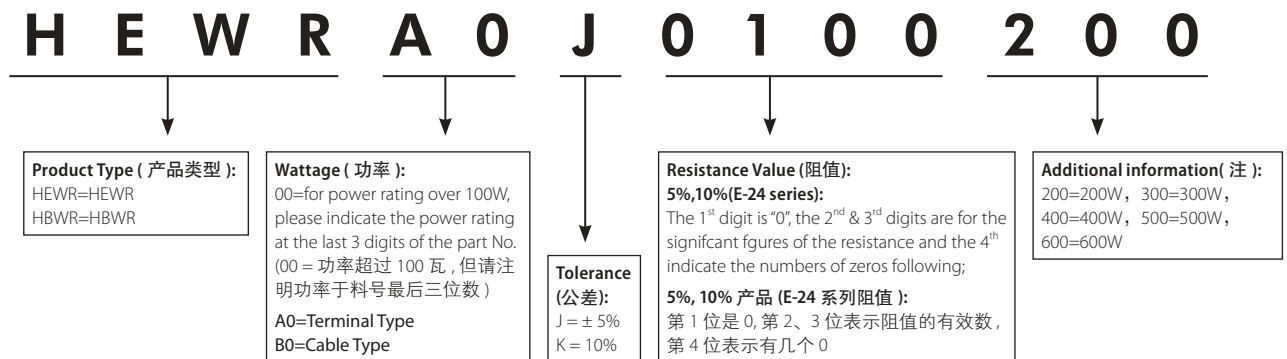 H E W R A 0 J 0 1 0 0 2 0 0
Product Type ( 产品类型 ):
HEWR=HEWR
HBWR=HBWR
Wattage ( 功率 ):
00=for power rating over 100W,
please indicate the power rating
at the last 3 digits of the part No.
(00 = 功率超过 100 瓦 , 但请注
明功率于料号最后三位数 )
A0=Terminal Type
B0=Cable Type
Tolerance
(公差):
J = ± 5%
K = 10%
Resistance Value (阻值):
5%,10%(E-24 series):
The 1st digit is "0", the 2nd & 3rd digits are for the
signifcant fgures of the resistance and the 4th
indicate the numbers of zeros following;
5%, 10% 产品 (E-24 系列阻值 ):
第 1 位是 0, 第 2、3 位表示阻值的有效数 ,
第 4 位表示有几个 0
Additional information( 注 ):
200=200W，300=300W，
400=400W，500=500W，
600=600W